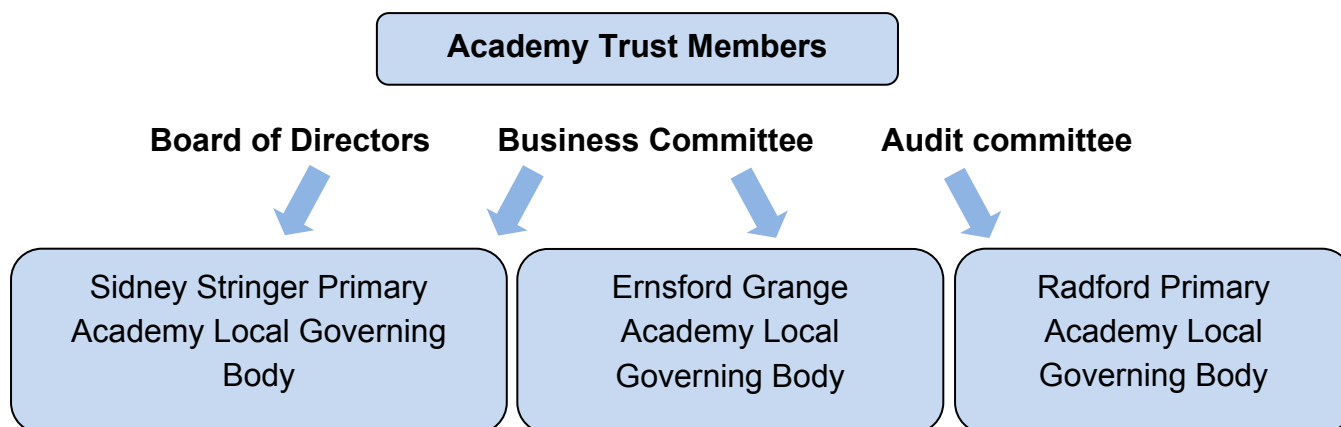 Academy Trust Members
Board of Directors Business Committee Audit committee
Sidney Stringer Primary
Academy Local Governing
Body
Ernsford Grange
Academy Local
Governing Body
Radford Primary
Academy Local
Governing Body